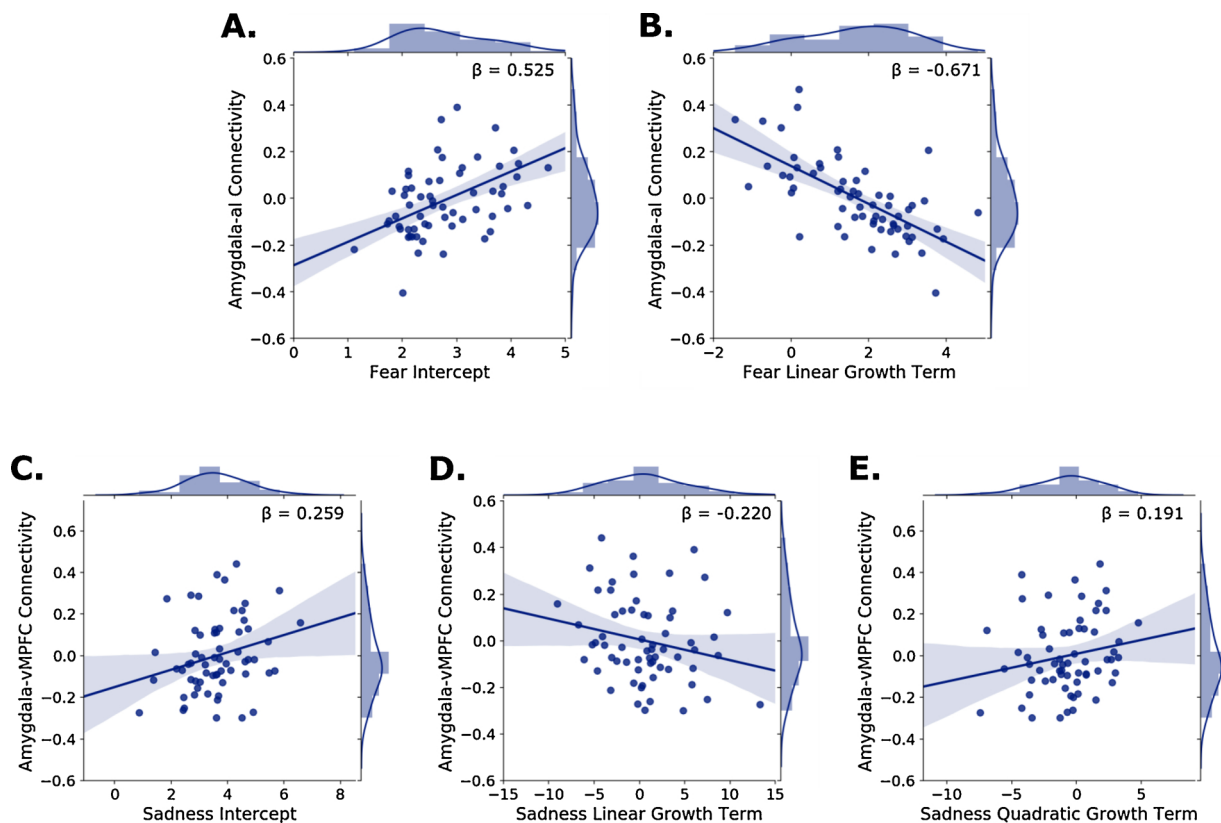 A.
β = 0.525
0.6
0.4
0.2
0.0
−0.2
−0.4
−0.6
Amygdala-aI Connectivity
0 1 2 3 4 5
Fear Intercept
B.
β = -0.671
0.6
0.4
0.2
0.0
−0.2
−0.4
−0.6
Amygdala-aI Connectivity
−2 0 2 4
Fear Linear Growth Term
C.
β = 0.259
0.6
0.4
0.2
0.0
−0.2
−0.4
−0.6
Amygdala-vMPFC Connectivity
0 2 4 6 8
Sadness Intercept
D.
β = -0.220
0.6
0.4
0.2
0.0
−0.2
−0.4
−0.6
Amygdala-vMPFC Connectivity
−15 −10 −5 0 5 10 15
Sadness Linear Growth Term
E.
β = 0.191
0.6
0.4
0.2
0.0
−0.2
−0.4
−0.6
Amygdala-vMPFC Connectivity
−10 −5 0 5
Sadness Quadratic Growth Term